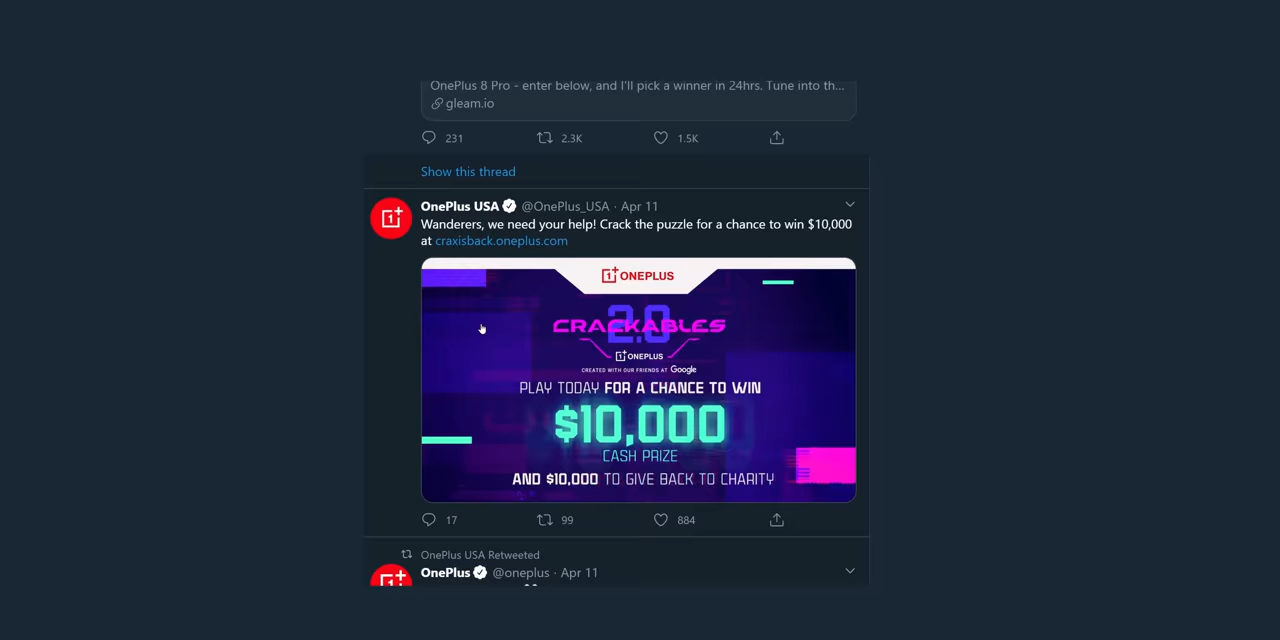 OnePlus 8 Pro - enter below, and I'll pick a winner in 24hrs. Tune into th...
gleam.io
231 2.3K 1.5K
Show this thread
OnePlus USA @OnePlus_USA · Apr 11
Wanderers, we need your help! Crack the puzzle for a chance to win $10,000
at craxisback.oneplus.com
1+ ONEPLUS
2.0
CRACKABLES
1+ ONEPLUS
CREATED WITH OUR FRIENDS AT Google
PLAY TODAY FOR A CHANCE TO WIN
$10,000
CASH PRIZE
AND $10,000 TO GIVE BACK TO CHARITY
17 99 884
OnePlus USA Retweeted
OnePlus @oneplus · Apr 11